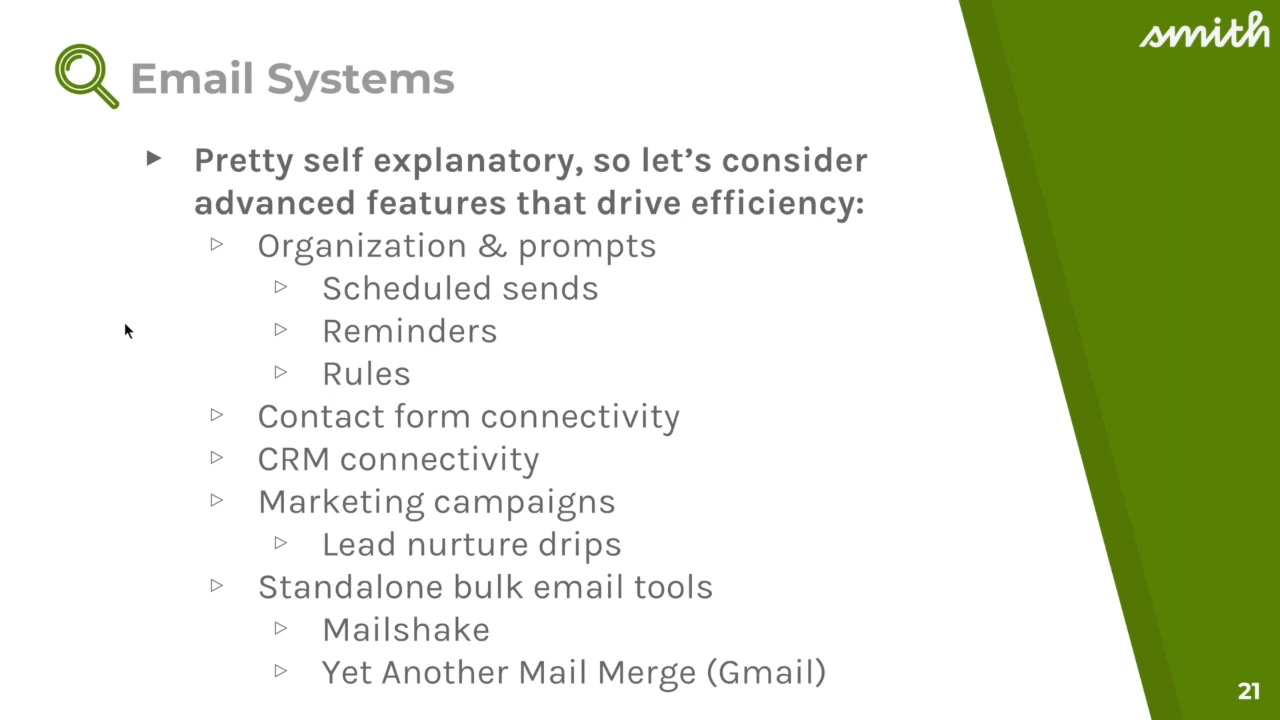 smith
Email Systems
Pretty self explanatory, so let’s consider
advanced features that drive efficiency:
Organization & prompts
Scheduled sends
Reminders
Rules
Contact form connectivity
CRM connectivity
Marketing campaigns
Lead nurture drips
Standalone bulk email tools
Mailshake
Yet Another Mail Merge (Gmail)
21